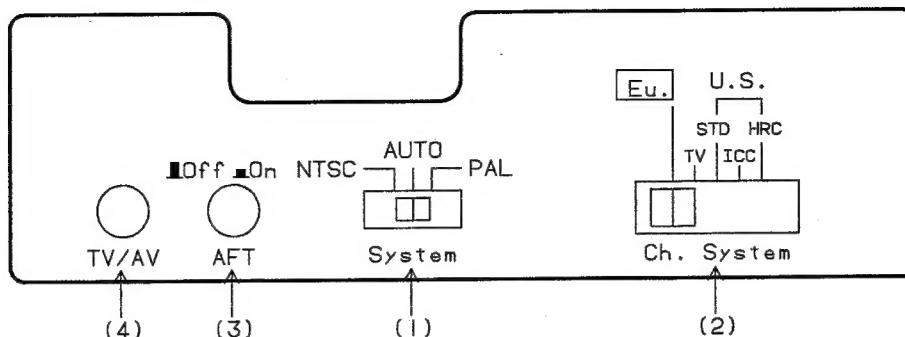 Eu. U.S.
STD HRC
TV ICC
AUTO
Off On NTSC PAL
TV/AV AFT System Ch. System
(4) (3) (1) (2)